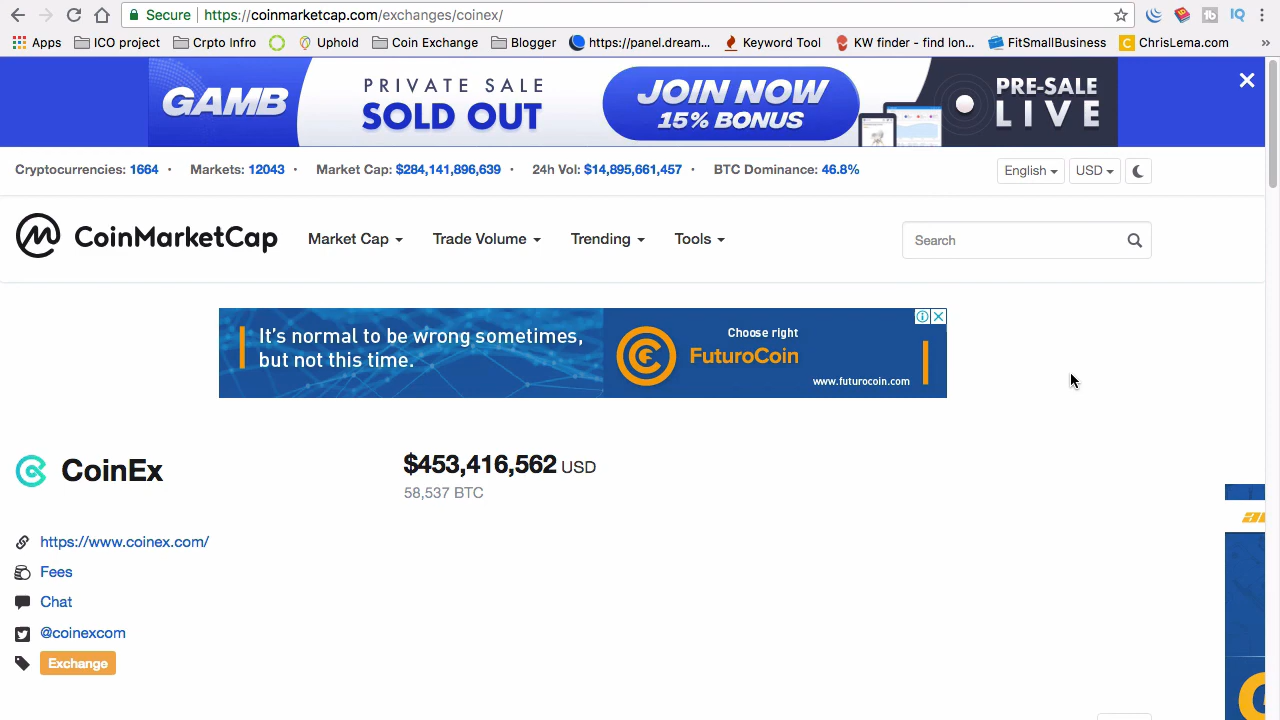 Secure https://coinmarketcap.com/exchanges/coinex/
Apps ICO project Crpto Info Uphold Coin Exchange Blogger https://panel.dream... Keyword Tool KW finder - find lon... FitSmallBusiness ChrisLema.com »
GAMB PRIVATE SALE SOLD OUT JOIN NOW 15% BONUS PRE-SALE LIVE
Cryptocurrencies: 1664 • Markets: 12043 • Market Cap: $284,141,896,639 • 24h Vol: $14,895,661,457 • BTC Dominance: 46.8% English USD
CoinMarketCap Market Cap Trade Volume Trending Tools Search
It's normal to be wrong sometimes,
but not this time.
Choose right
FuturoCoin
www.futurocoin.com
CoinEx $453,416,562 USD
58,537 BTC
https://www.coinex.com/
Fees
Chat
@coinexcom
Exchange